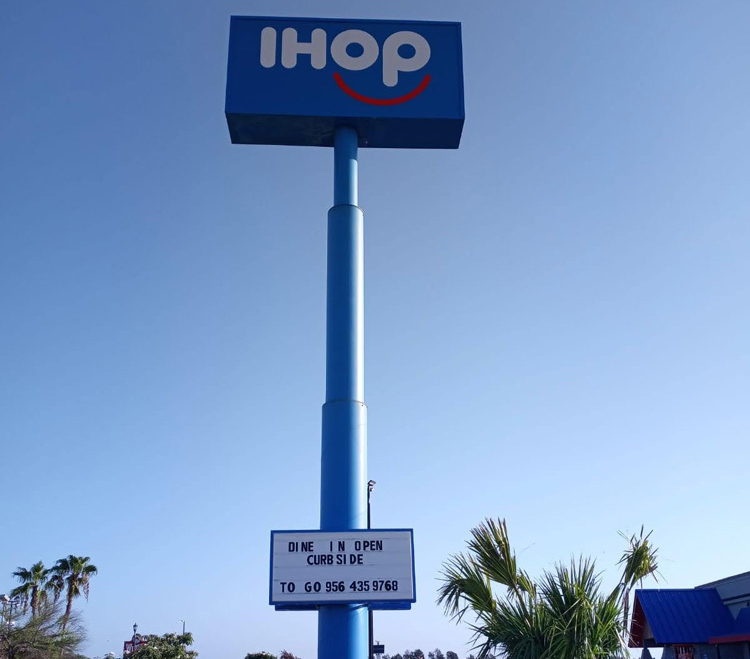 IHOP
DINE IN OPEN
CURBSIDE
TO GO 956 435 9768